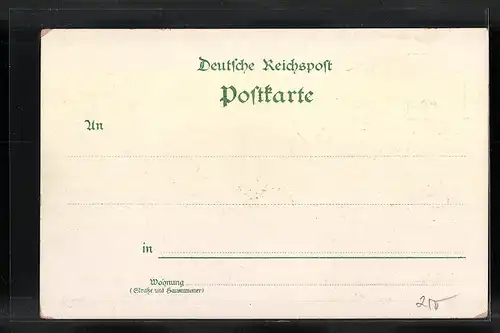 Deutsche Reichspost
Postkarte
An
in
Wohnung
(Straße und Hausnummer)